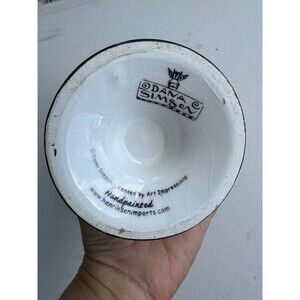 DANA
SIMSON
© Dana Simson Licensed by Art Impressions
Handpainted
www.henriksenimports.com